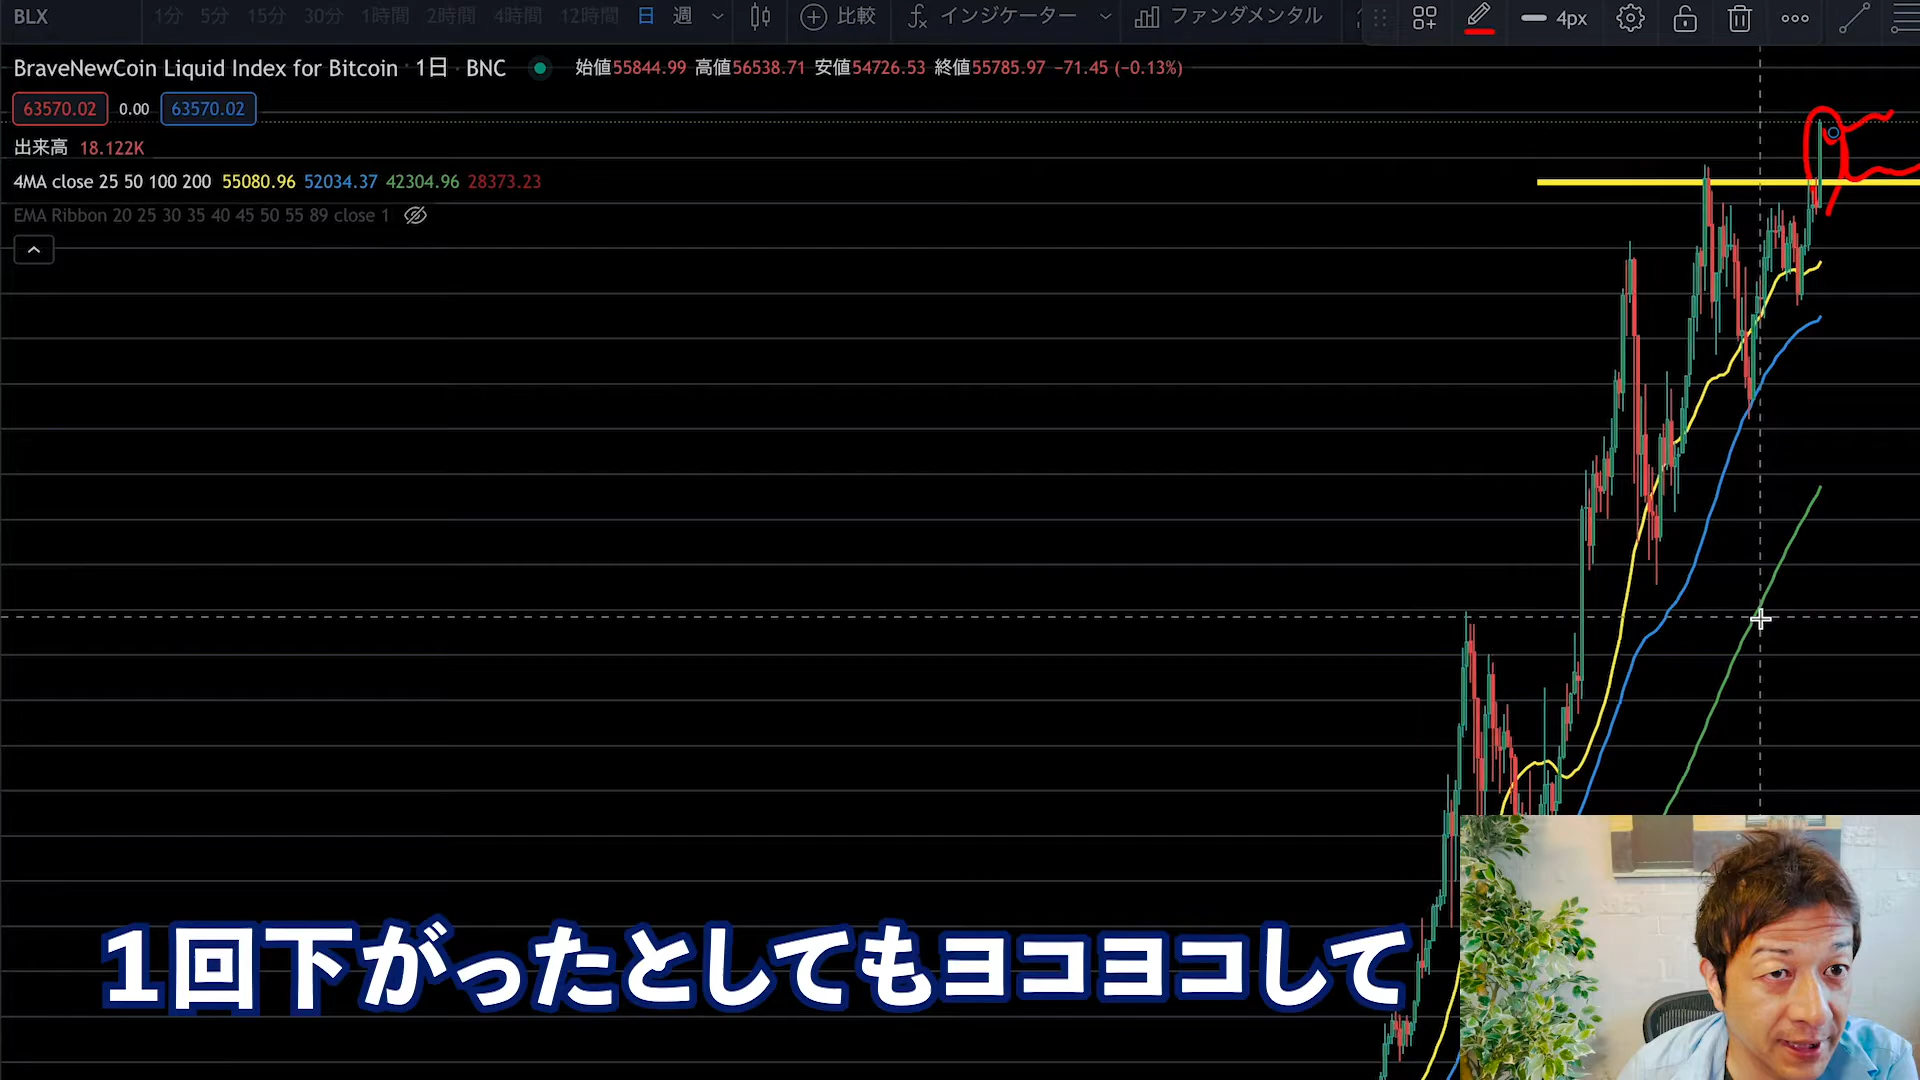 BLX 1分 5分 15分 30分 1時間 2時間 4時間 12時間 日 週 比較 インジケーター ファンダメンタル 4px
BraveNewCoin Liquid Index for Bitcoin · 1日 · BNC 始値55844.99 高値56538.71 安値54726.53 終値55785.97 −71.45 (−0.13%)
63570.02 0.00 63570.02
出来高 18.122K
4MA close 25 50 100 200 55080.96 52034.37 42304.96 28373.23
EMA Ribbon 20 25 30 35 40 45 50 55 89 close 1
1回下がったとしてもヨコヨコして